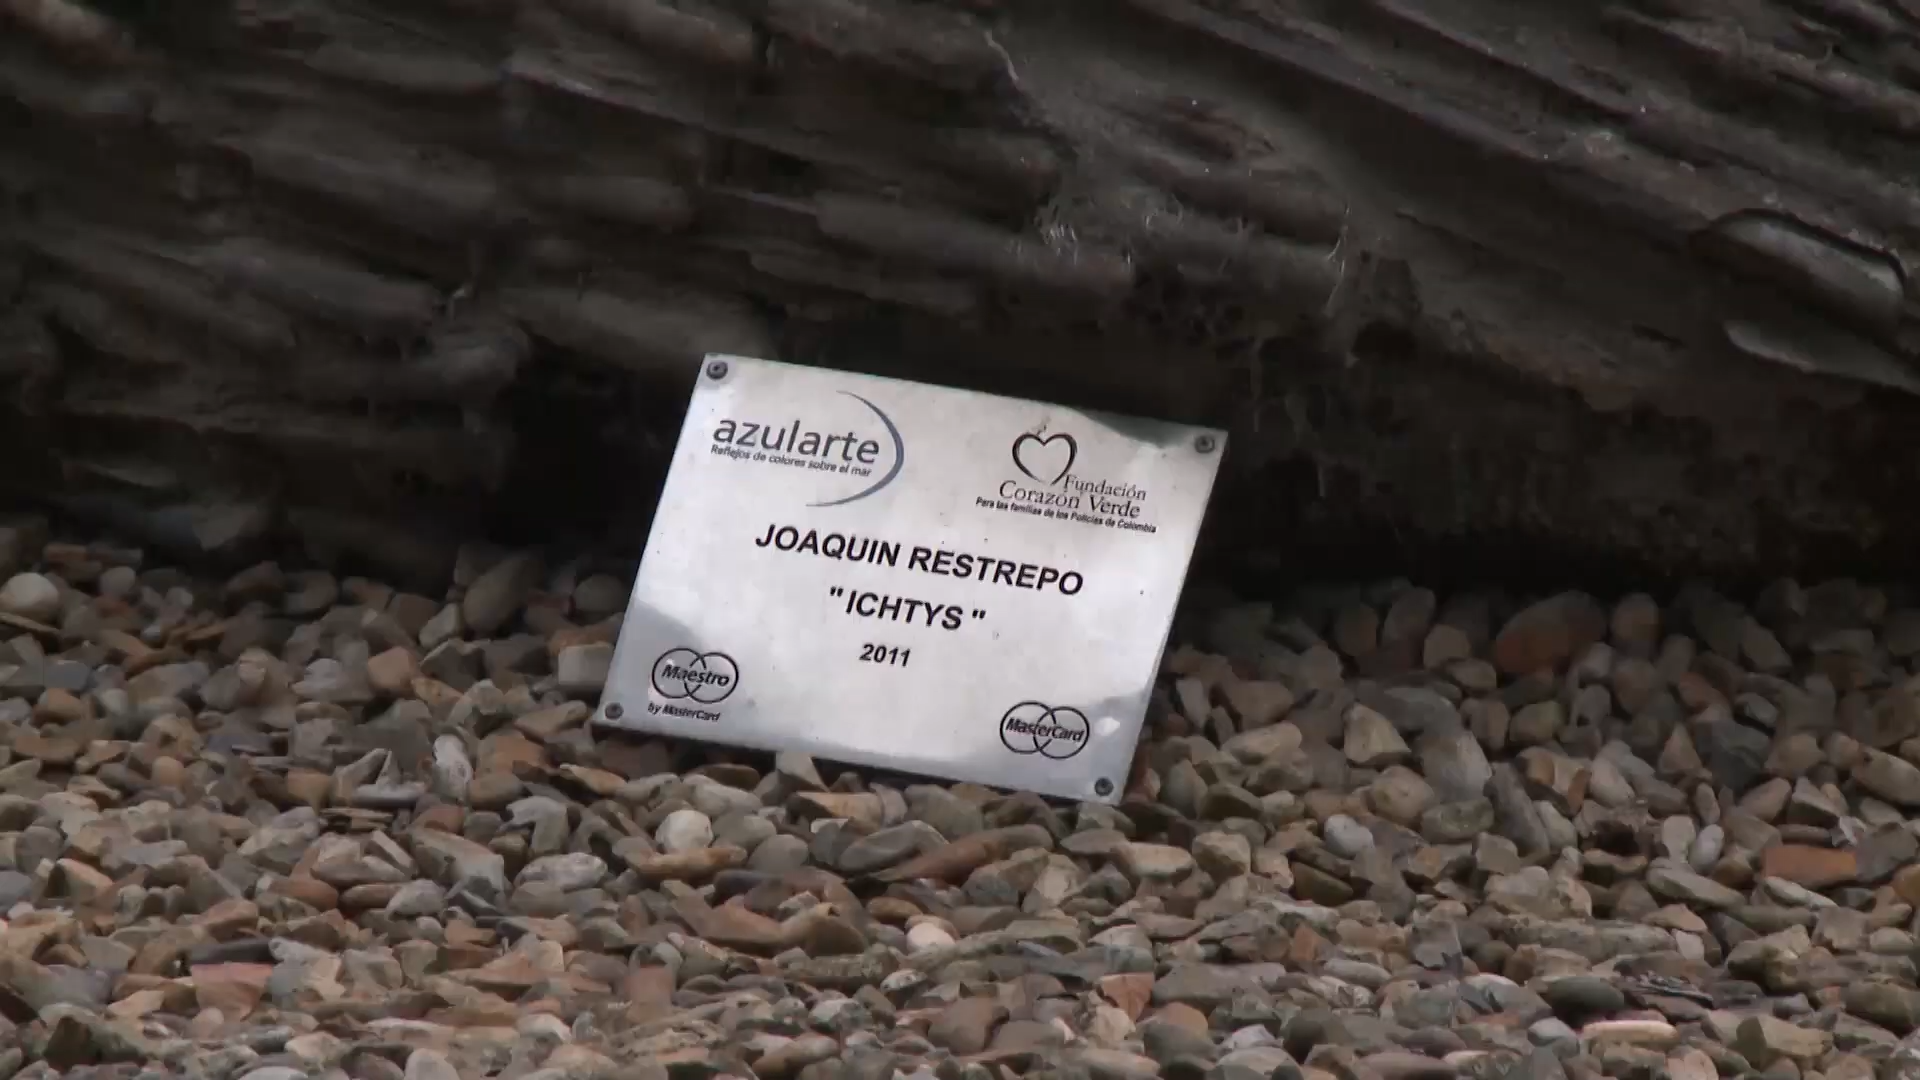 azularte
Reflejos de colores sobre el mar
Fundación
Corazón Verde
Para las familias de los Policías de Colombia
JOAQUIN RESTREPO
"ICHTYS"
2011
Maestro
by MasterCard
MasterCard